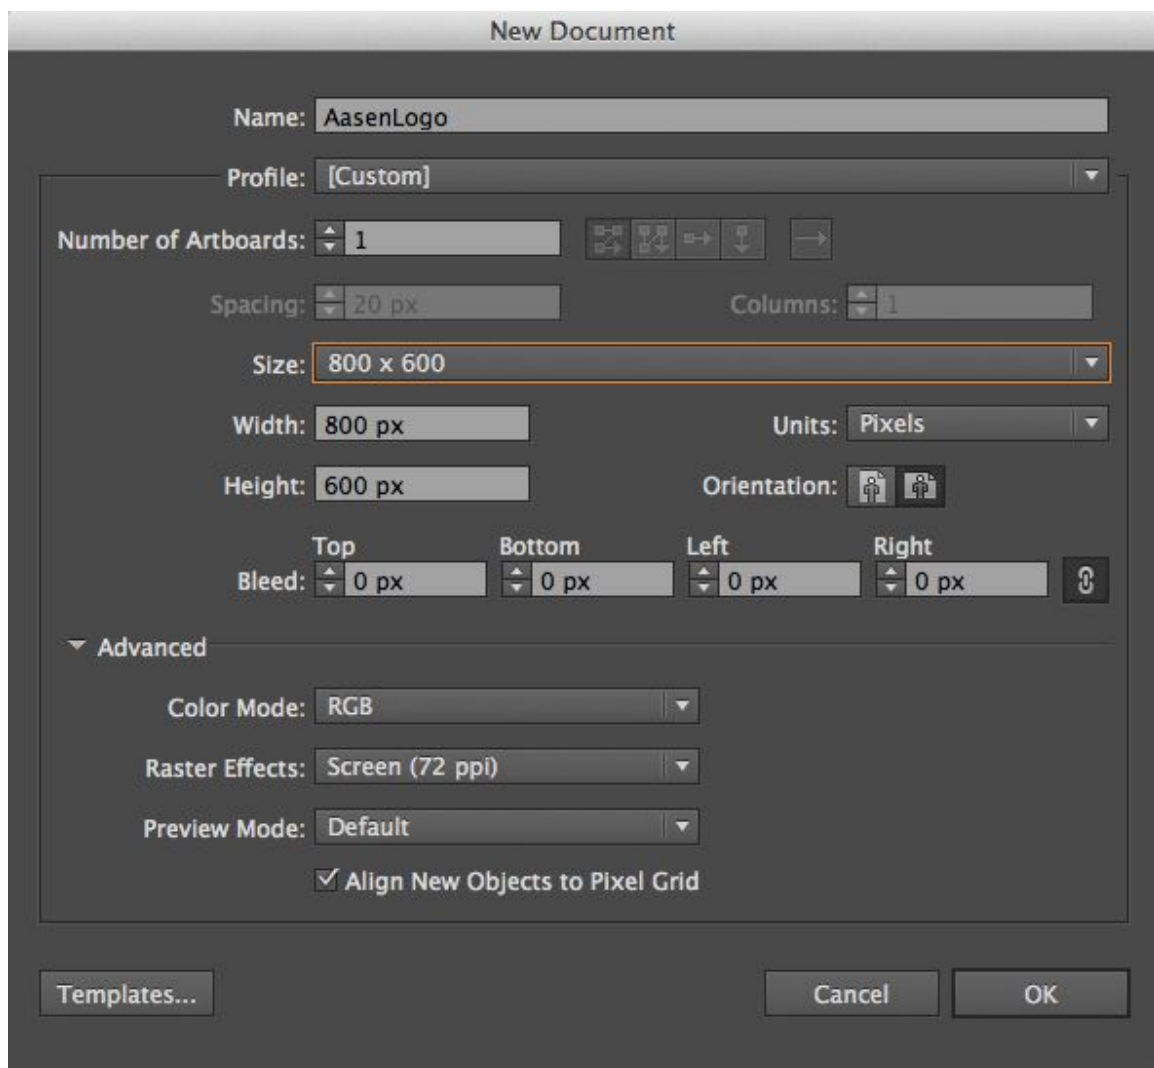 New Document
Name: AasenLogo
Profile: [Custom]
Number of Artboards: 1
Spacing: 20 px Columns: 1
Size: 800 x 600
Width: 800 px Units: Pixels
Height: 600 px Orientation:
Top Bottom Left Right
Bleed: 0 px 0 px 0 px 0 px
Advanced
Color Mode: RGB
Raster Effects: Screen (72 ppi)
Preview Mode: Default
Align New Objects to Pixel Grid
Templates... Cancel OK